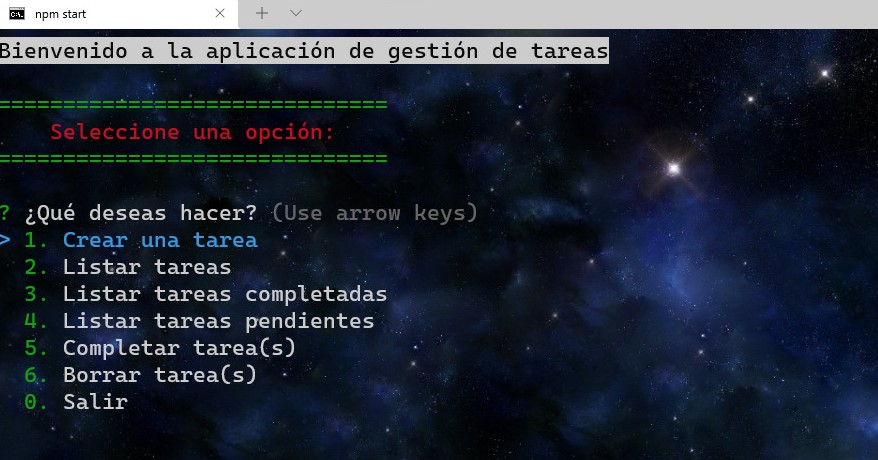 npm start
Bienvenido a la aplicación de gestión de tareas
==============================
Seleccione una opción:
==============================
? ¿Qué deseas hacer? (Use arrow keys)
> 1. Crear una tarea
2. Listar tareas
3. Listar tareas completadas
4. Listar tareas pendientes
5. Completar tarea(s)
6. Borrar tarea(s)
0. Salir